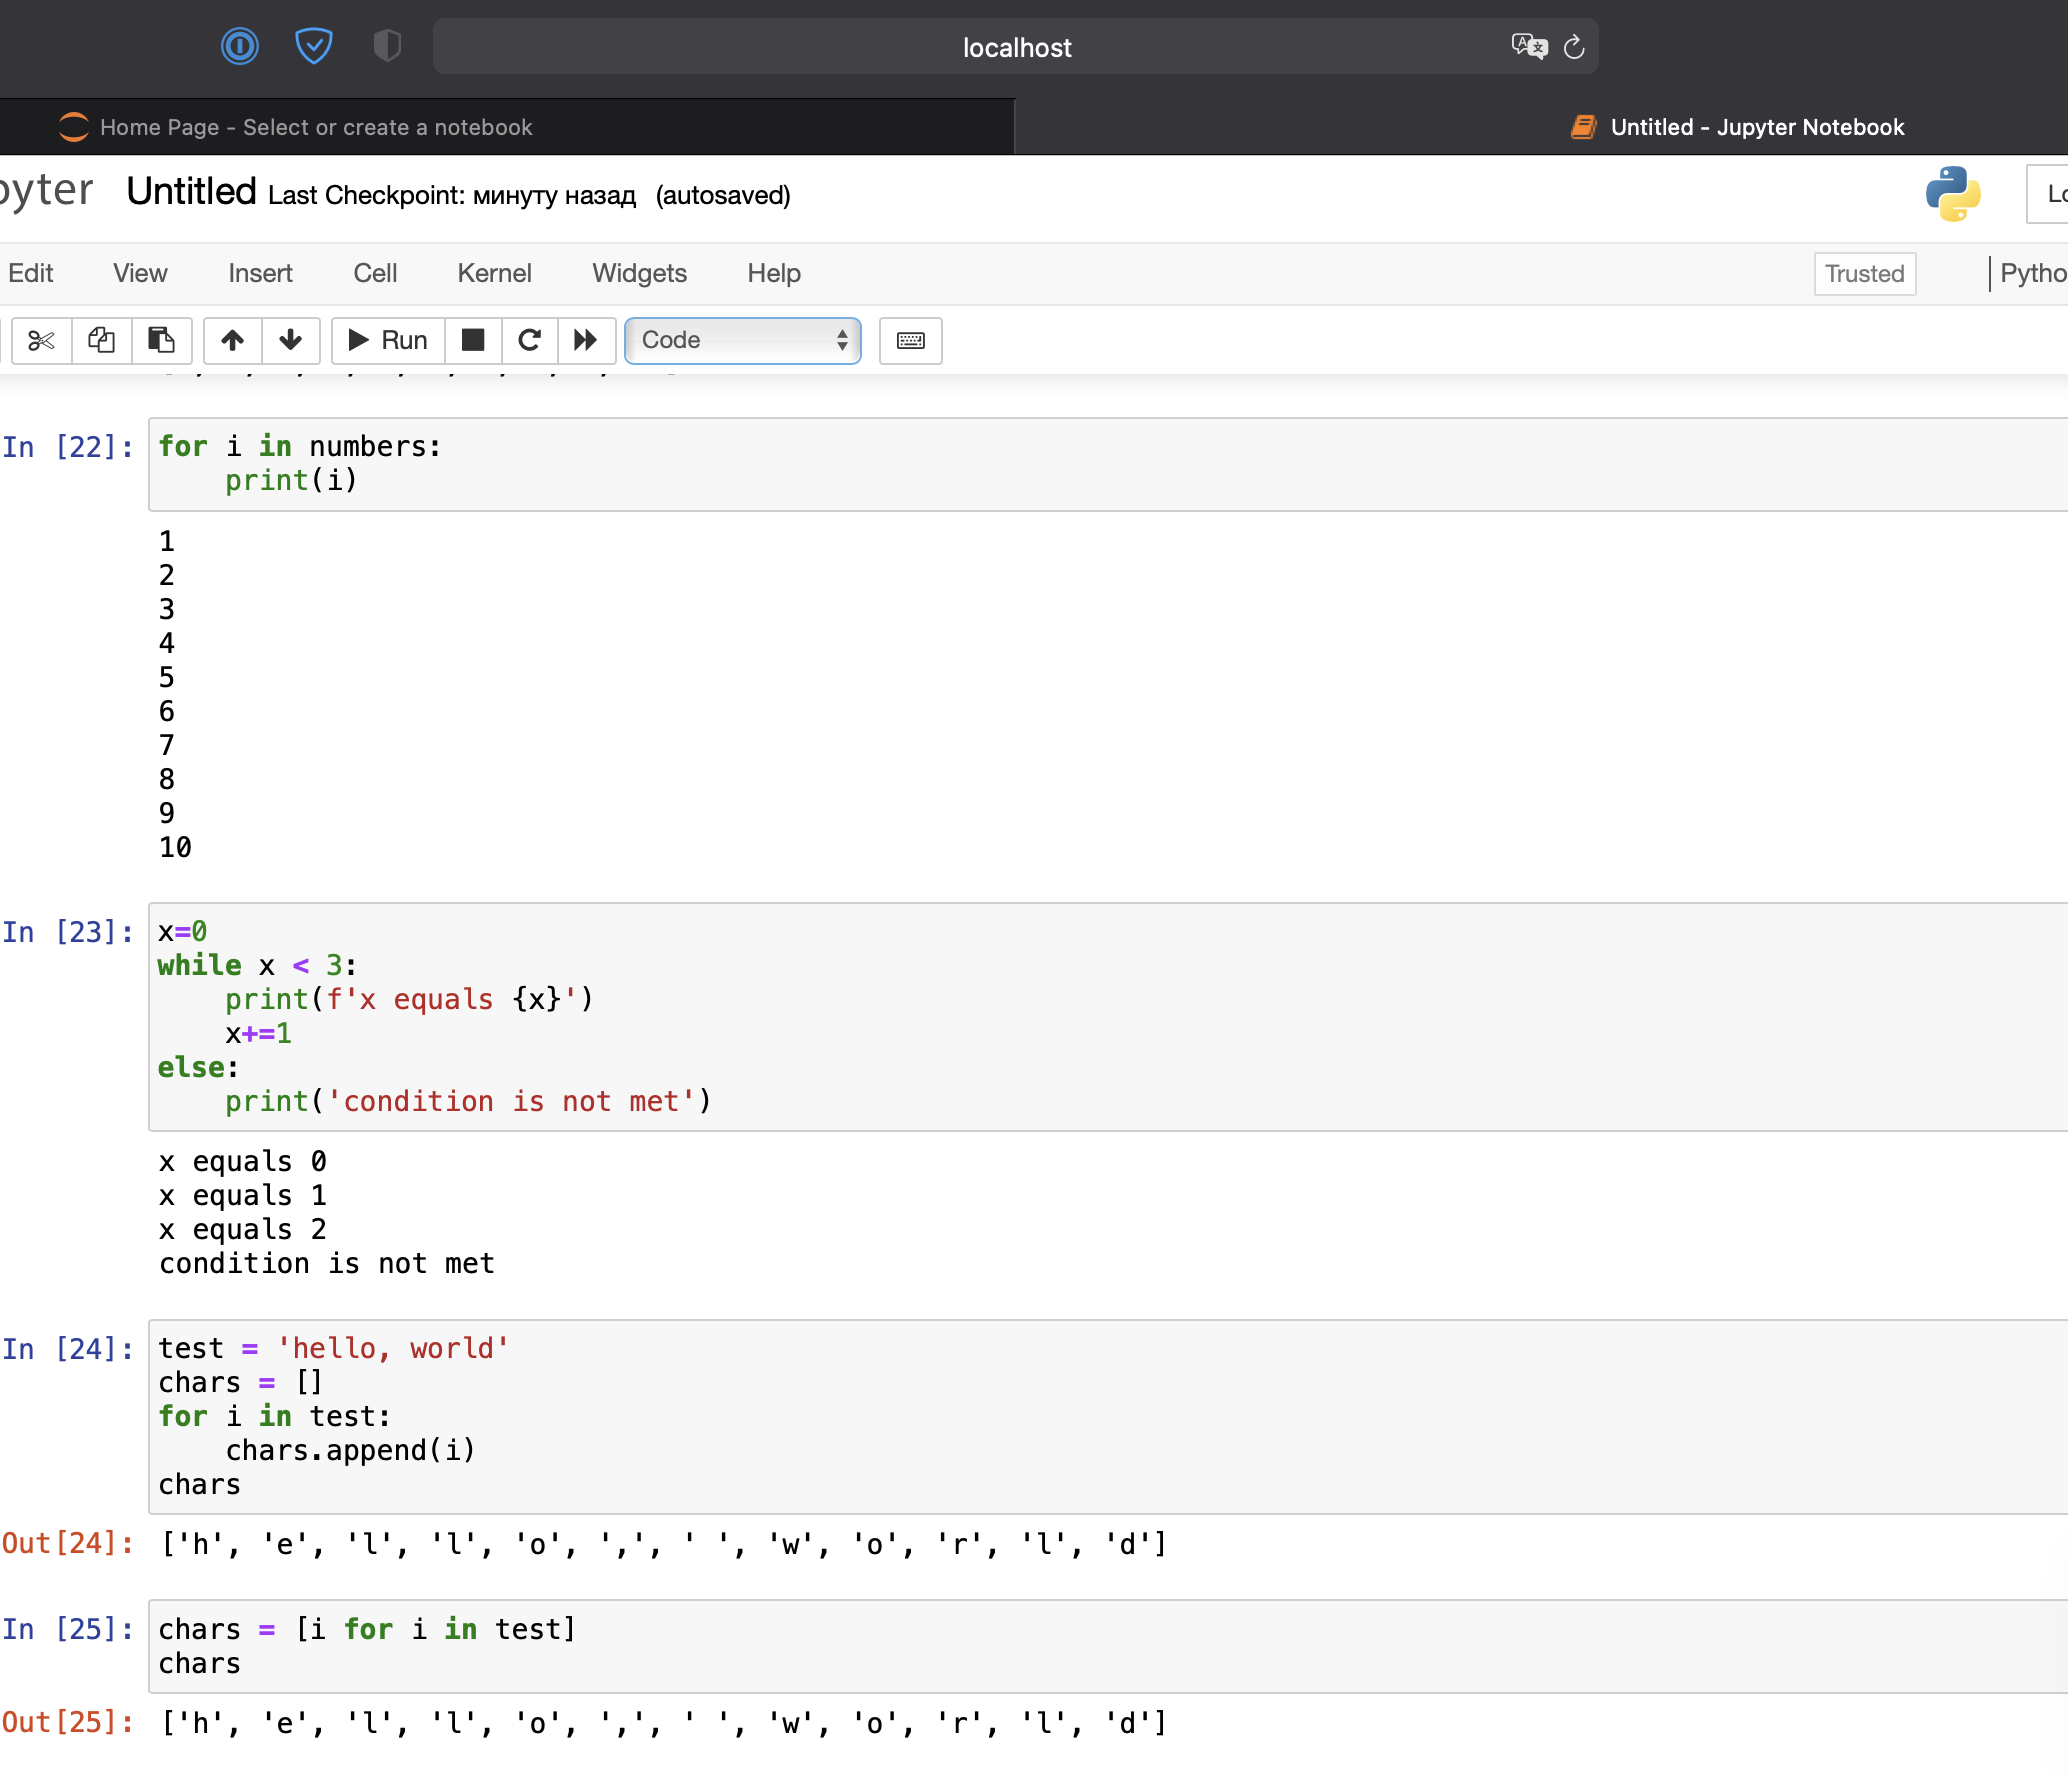 localhost
Home Page - Select or create a notebook
Untitled - Jupyter Notebook
pyter Untitled Last Checkpoint: минуту назад (autosaved)
Edit View Insert Cell Kernel Widgets Help Trusted
Run Code
In [22]: for i in numbers:
    print(i)
1
2
3
4
5
6
7
8
9
10
In [23]: x=0
while x < 3:
    print(f'x equals {x}')
    x+=1
else:
    print('condition is not met')
x equals 0
x equals 1
x equals 2
condition is not met
In [24]: test = 'hello, world'
chars = []
for i in test:
    chars.append(i)
chars
Out[24]: ['h', 'e', 'l', 'l', 'o', ',', ' ', 'w', 'o', 'r', 'l', 'd']
In [25]: chars = [i for i in test]
chars
Out[25]: ['h', 'e', 'l', 'l', 'o', ',', ' ', 'w', 'o', 'r', 'l', 'd']